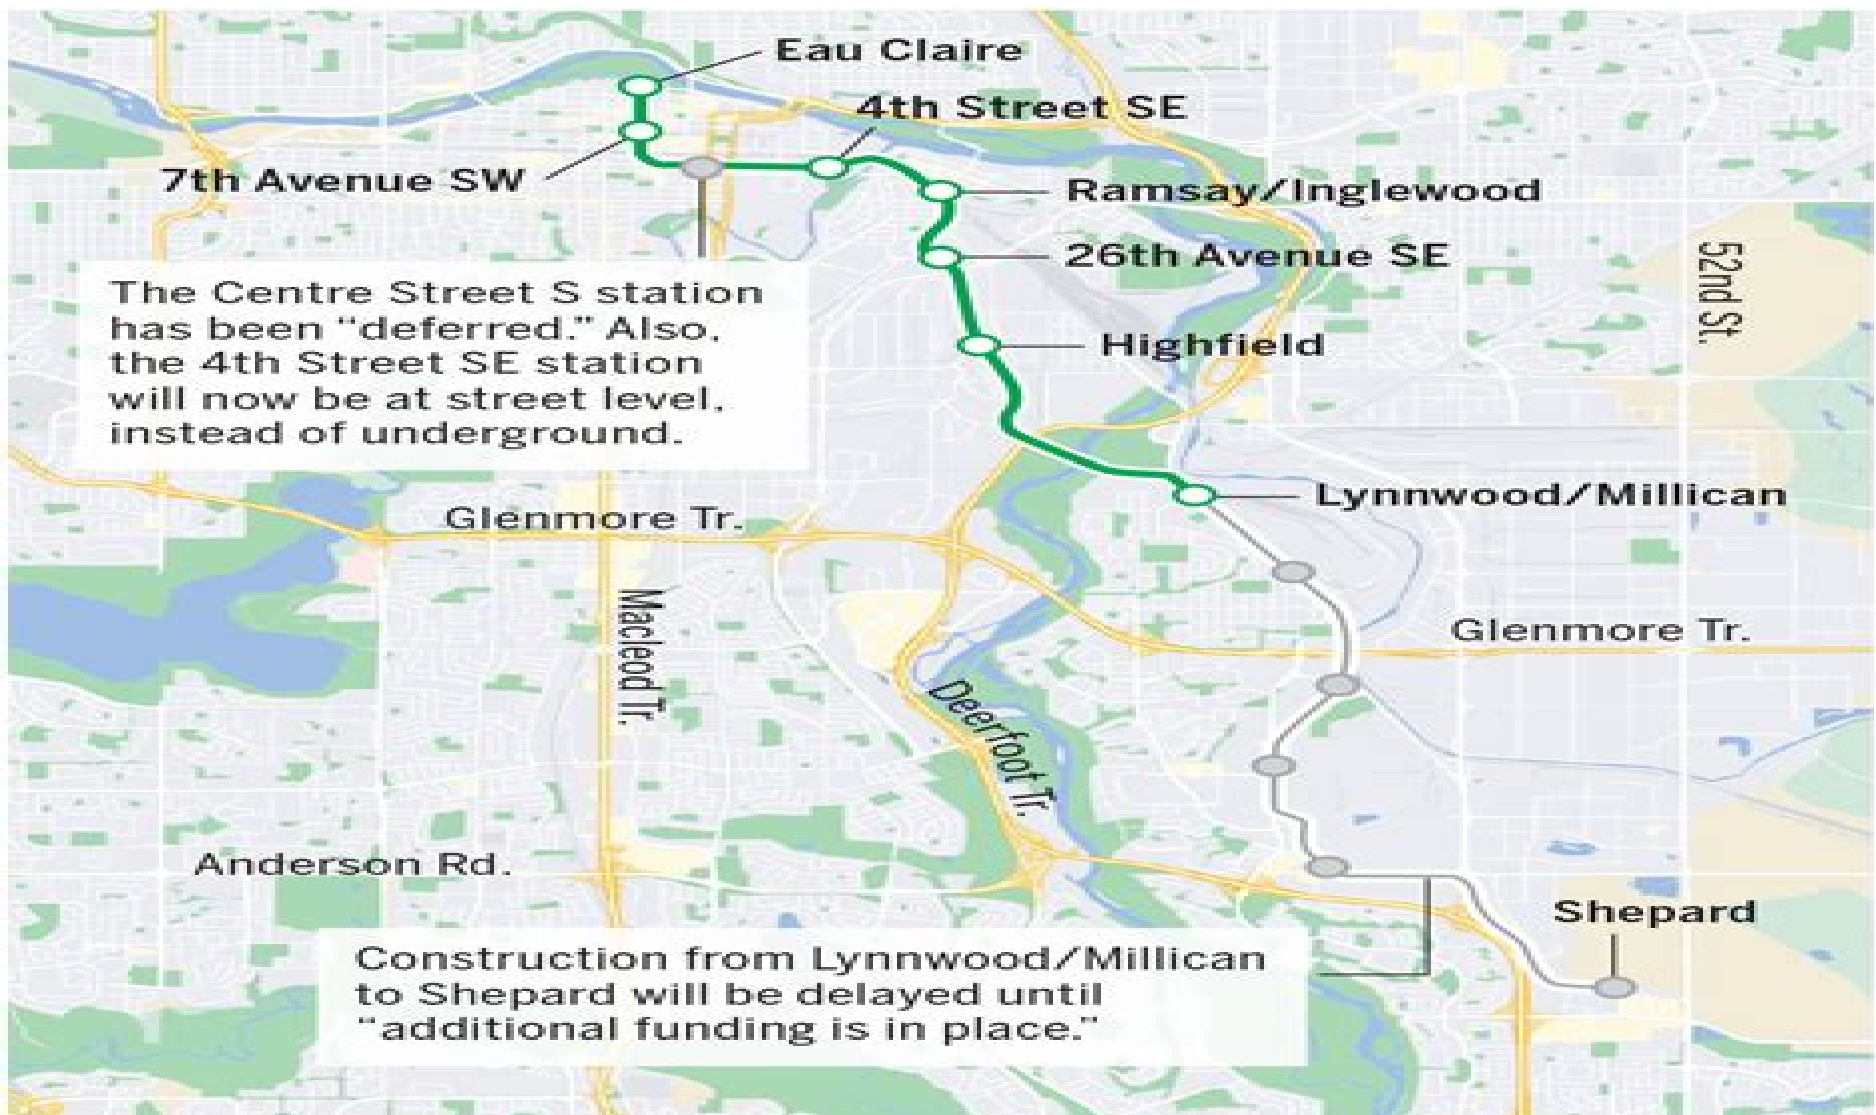 Eau Claire
4th Street SE
7th Avenue SW
Ramsay/Inglewood
26th Avenue SE
52nd St.
The Centre Street S station
has been “deferred.” Also,
the 4th Street SE station
will now be at street level,
instead of underground.
Highfield
Lynnwood/Millican
Glenmore Tr.
Macleod Tr.
Glenmore Tr.
Deerfoot Tr.
Anderson Rd.
Shepard
Construction from Lynnwood/Millican
to Shepard will be delayed until
“additional funding is in place.”